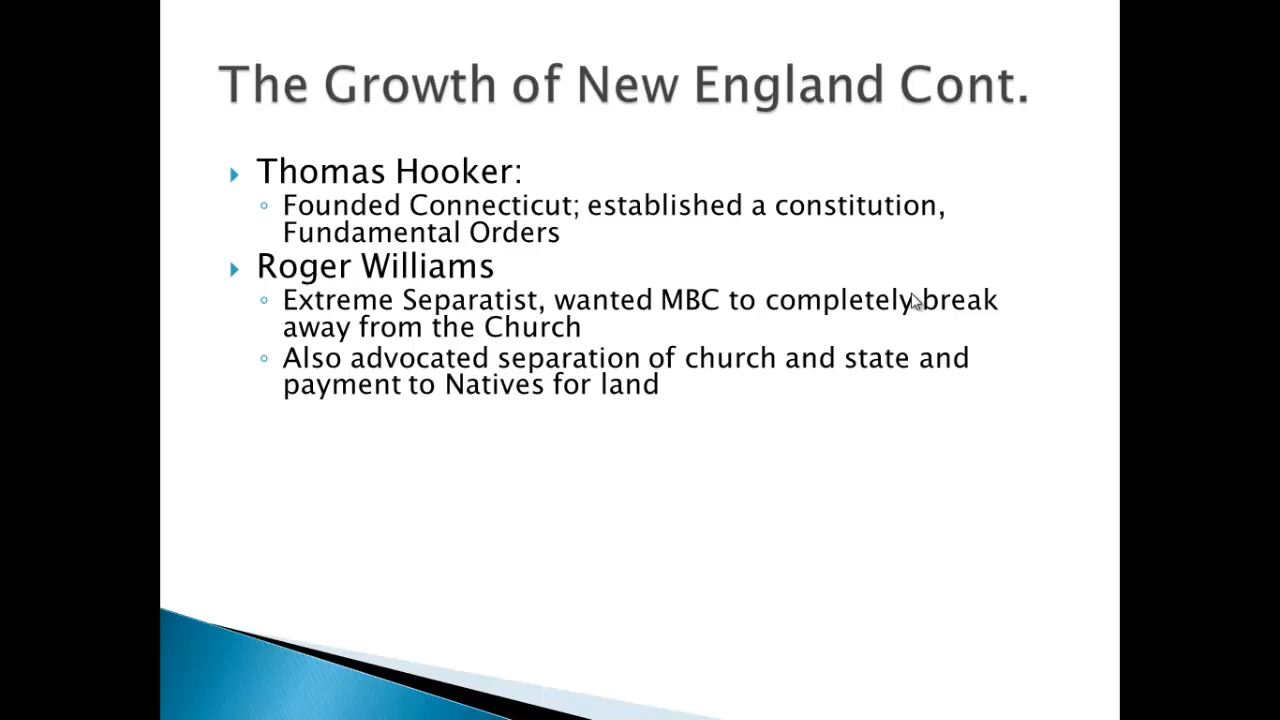 The Growth of New England Cont.
Thomas Hooker:
Founded Connecticut; established a constitution,
Fundamental Orders
Roger Williams
Extreme Separatist, wanted MBC to completely break
away from the Church
Also advocated separation of church and state and
payment to Natives for land